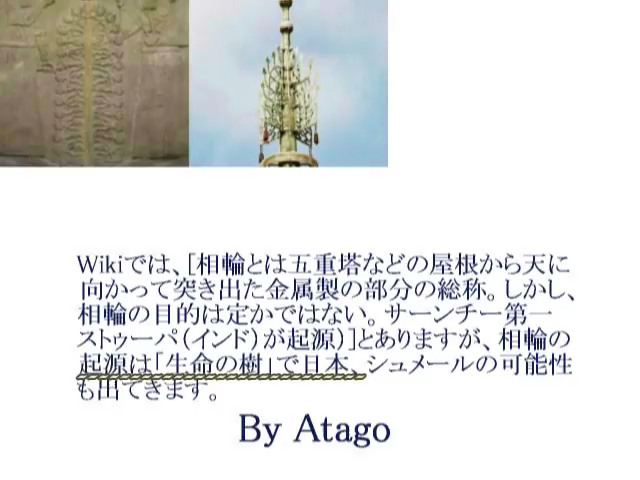 Wikiでは、[相輪とは五重塔などの屋根から天に
向かって突き出た金属製の部分の総称。しかし、
相輪の目的は定かではない。サーンチー第一
ストゥーパ（インド）が起源）]とありますが、相輪の
起源は「生命の樹」で日本、シュメールの可能性
も出てきます。
By Atago